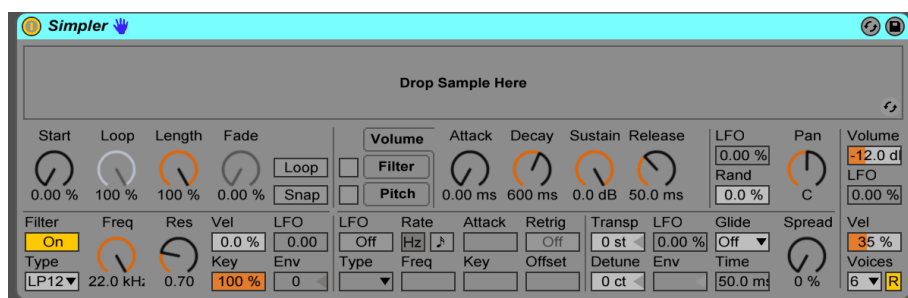 Simpler
Drop Sample Here
Start Loop Length Fade Volume Attack Decay Sustain Release LFO Pan Volume
0.00 % -12.0 dB
Loop Filter Rand LFO
0.00 % 100 % 100 % 0.00 % Snap Pitch 0.00 ms 600 ms 0.0 dB 50.0 ms 0.0 % C 0.00 %
Filter Freq Res Vel LFO LFO Rate Attack Retrig Transp LFO Glide Spread Vel
On 0.0 % 0.00 Off Hz Off 0 st 0.00 % Off 35 %
Type Key Env Type Freq Key Offset Detune Env Time Voices
LP12 22.0 kHz 0.70 100 % 0 0 ct 50.0 ms 0 % 6 R